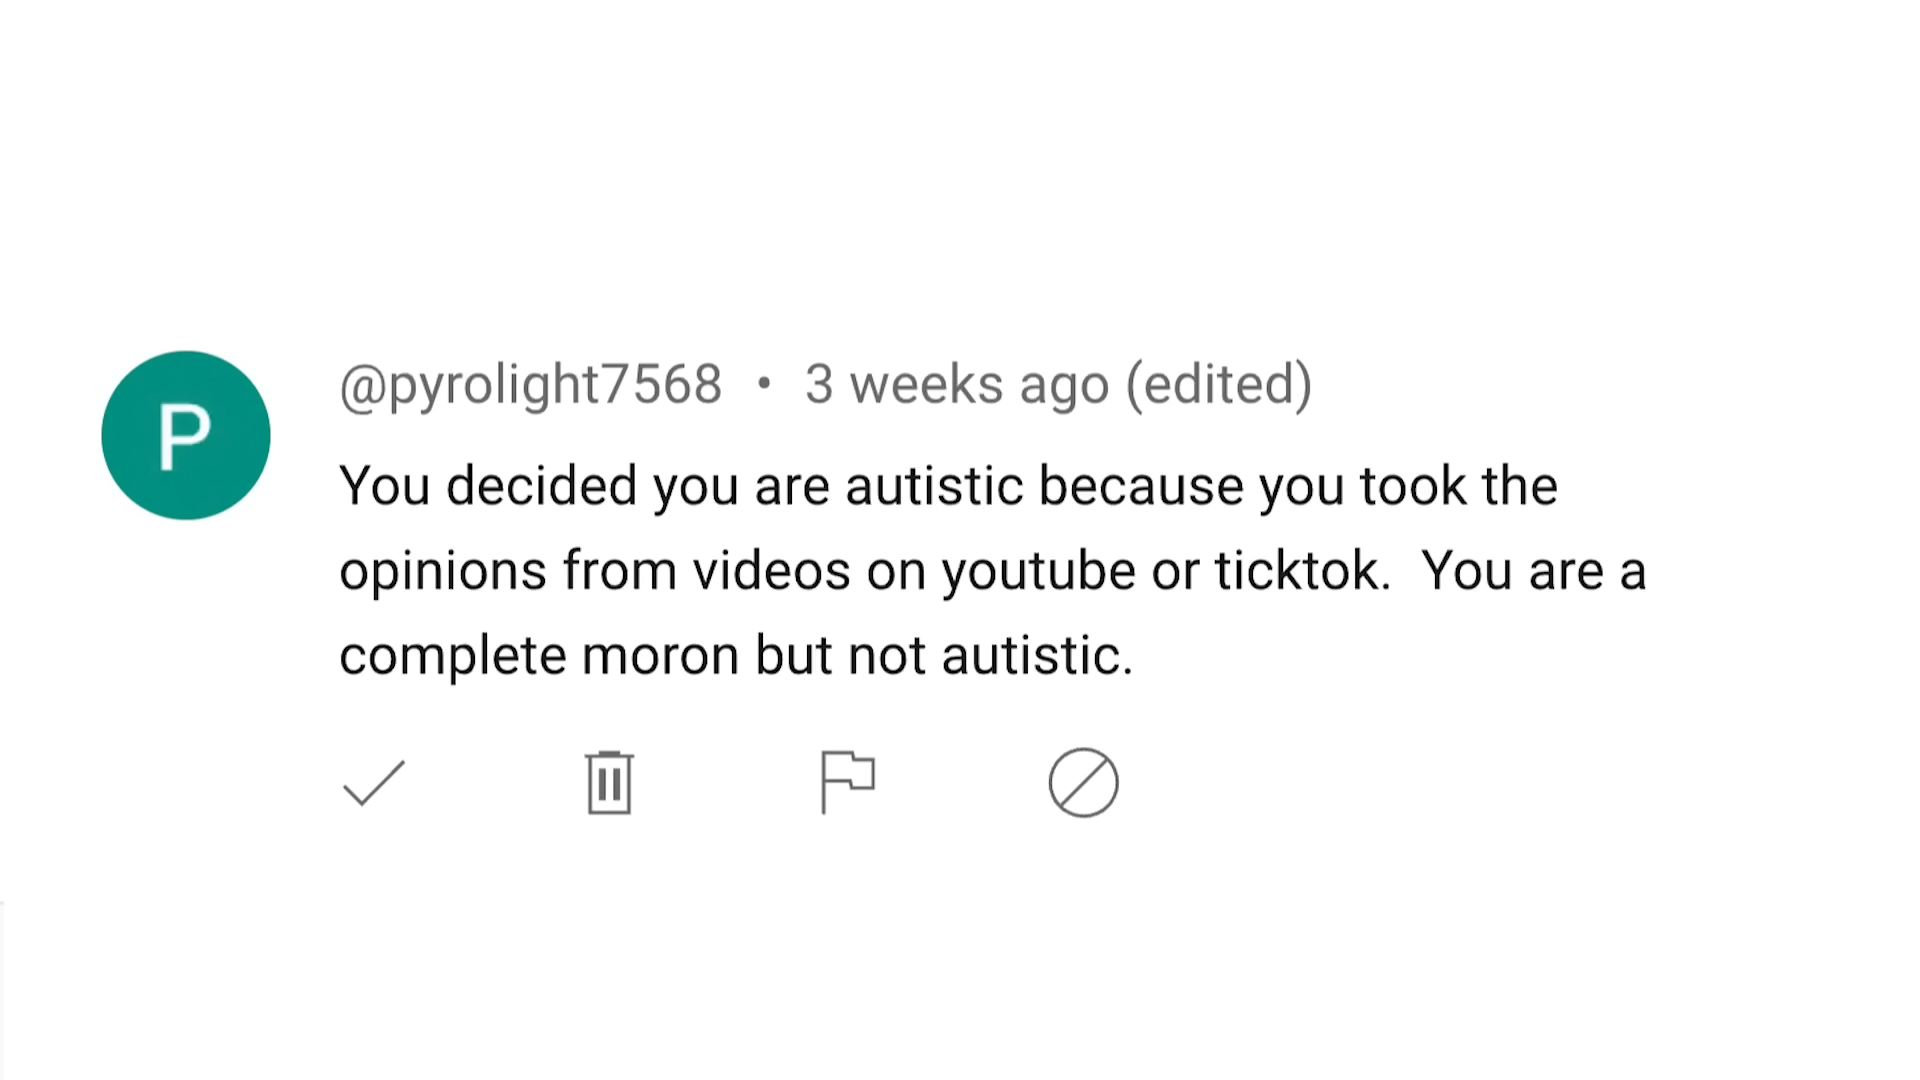 P
@pyrolight7568 • 3 weeks ago (edited)
You decided you are autistic because you took the
opinions from videos on youtube or ticktok.  You are a
complete moron but not autistic.